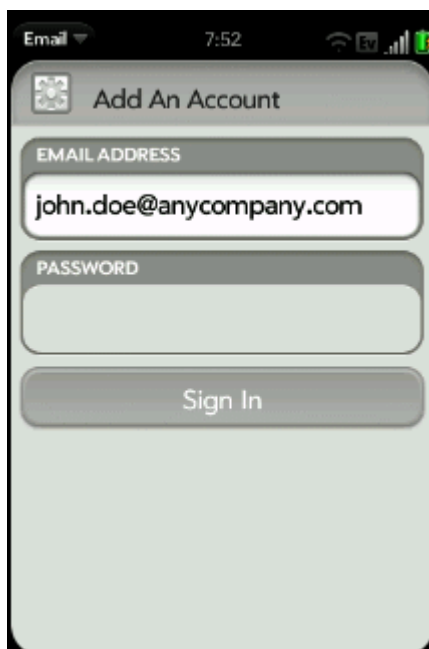 Email
7:52
Ev
Add An Account
EMAIL ADDRESS
john.doe@anycompany.com
PASSWORD
Sign In